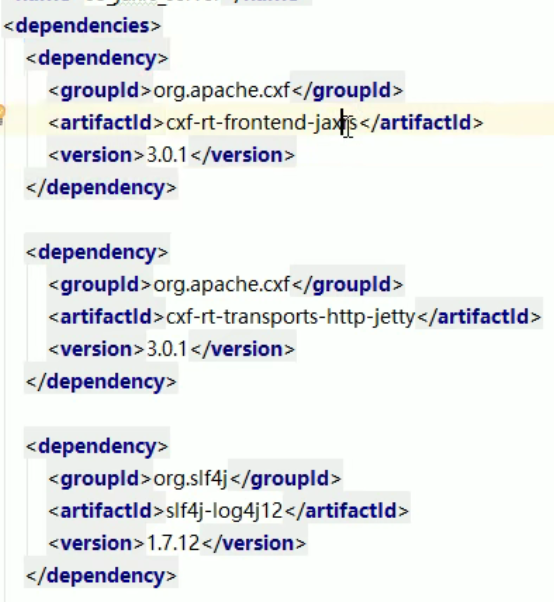 <dependencies>
<dependency>
<groupId>org.apache.cxf</groupId>
<artifactId>cxf-rt-frontend-jaxrs</artifactId>
<version>3.0.1</version>
</dependency>
<dependency>
<groupId>org.apache.cxf</groupId>
<artifactId>cxf-rt-transports-http-jetty</artifactId>
<version>3.0.1</version>
</dependency>
<dependency>
<groupId>org.slf4j</groupId>
<artifactId>slf4j-log4j12</artifactId>
<version>1.7.12</version>
</dependency>